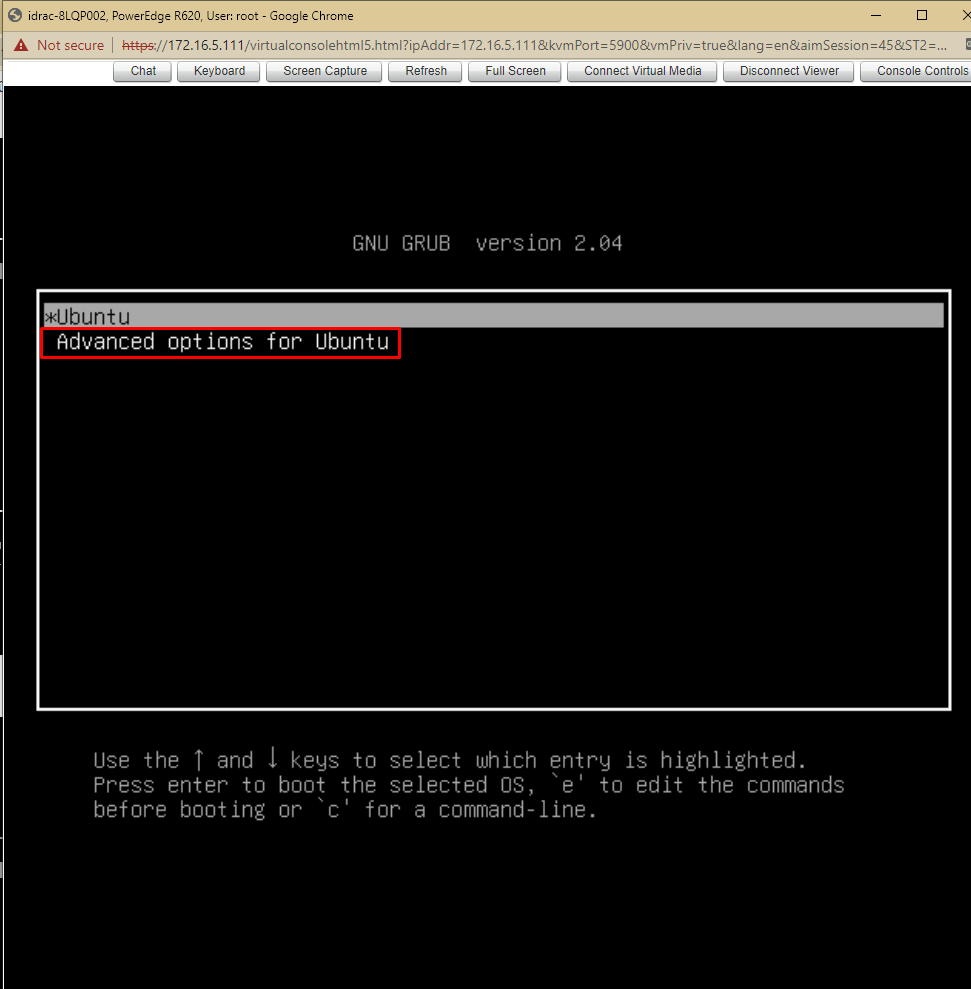 idrac-8LQP002, PowerEdge R620, User: root - Google Chrome
Not secure | https://172.16.5.111/virtualconsolehtml5.html?ipAddr=172.16.5.111&kvmPort=5900&vmPriv=true&lang=en&aimSession=45&ST2=...
Chat Keyboard Screen Capture Refresh Full Screen Connect Virtual Media Disconnect Viewer Console Controls
GNU GRUB version 2.04
*Ubuntu
Advanced options for Ubuntu
Use the ↑ and ↓ keys to select which entry is highlighted.
Press enter to boot the selected OS, `e' to edit the commands
before booting or `c' for a command-line.